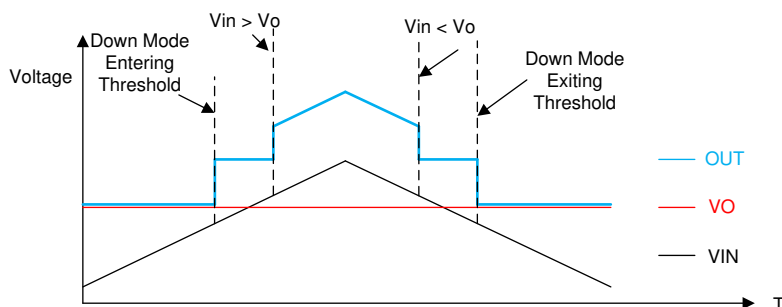 Vin > Vo
Vin < Vo
Down Mode
Entering
Threshold
Down Mode
Exiting
Threshold
Voltage
OUT
VO
VIN
T